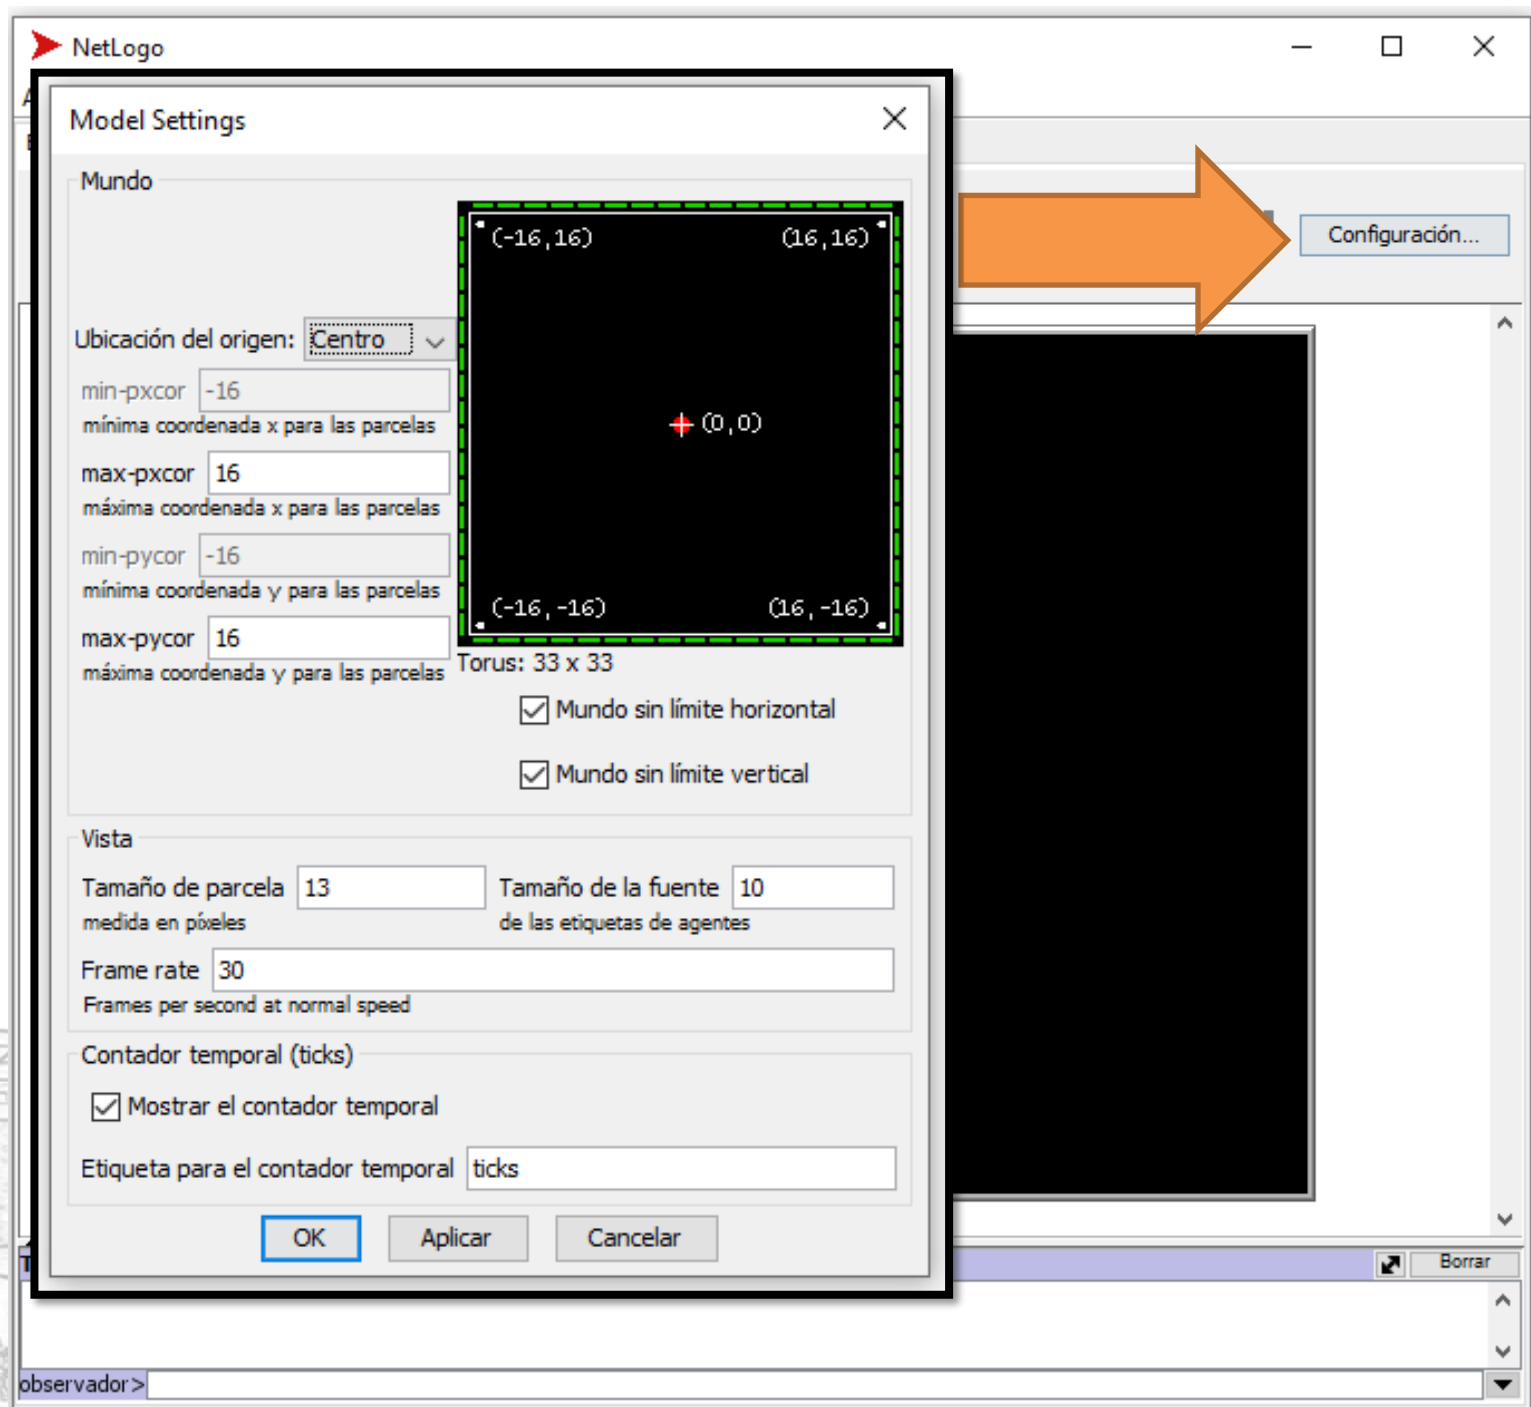 NetLogo
Model Settings
Mundo
(-16,16) (16,16)
Configuración...
Ubicación del origen: Centro
min-pxcor -16
(0,0)
mínima coordenada x para las parcelas
max-pxcor 16
máxima coordenada x para las parcelas
min-pycor -16
mínima coordenada y para las parcelas
(-16,-16) (16,-16)
max-pycor 16
máxima coordenada y para las parcelas
Torus: 33 x 33
Mundo sin límite horizontal
Mundo sin límite vertical
Vista
Tamaño de parcela 13 Tamaño de la fuente 10
medida en píxeles de las etiquetas de agentes
Frame rate 30
Frames per second at normal speed
Contador temporal (ticks)
Mostrar el contador temporal
Etiqueta para el contador temporal ticks
OK Aplicar Cancelar
Borrar
observador>